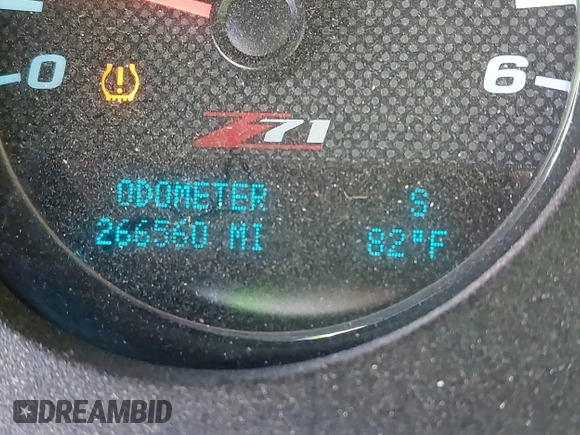 0
6
Z71
ODOMETER
S
266560 MI
82°F
DREAMBID